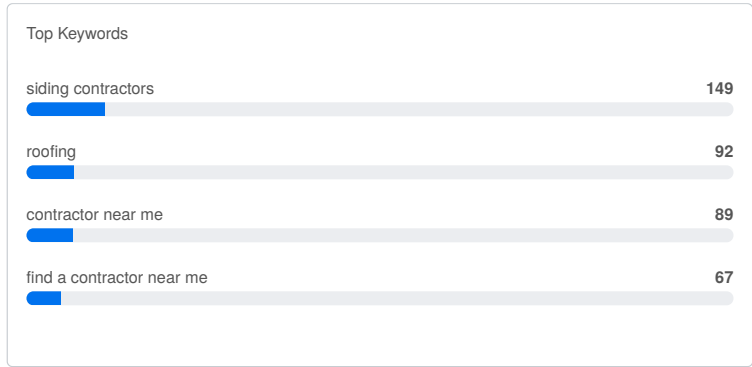 Top Keywords
siding contractors 149
roofing 92
contractor near me 89
find a contractor near me 67